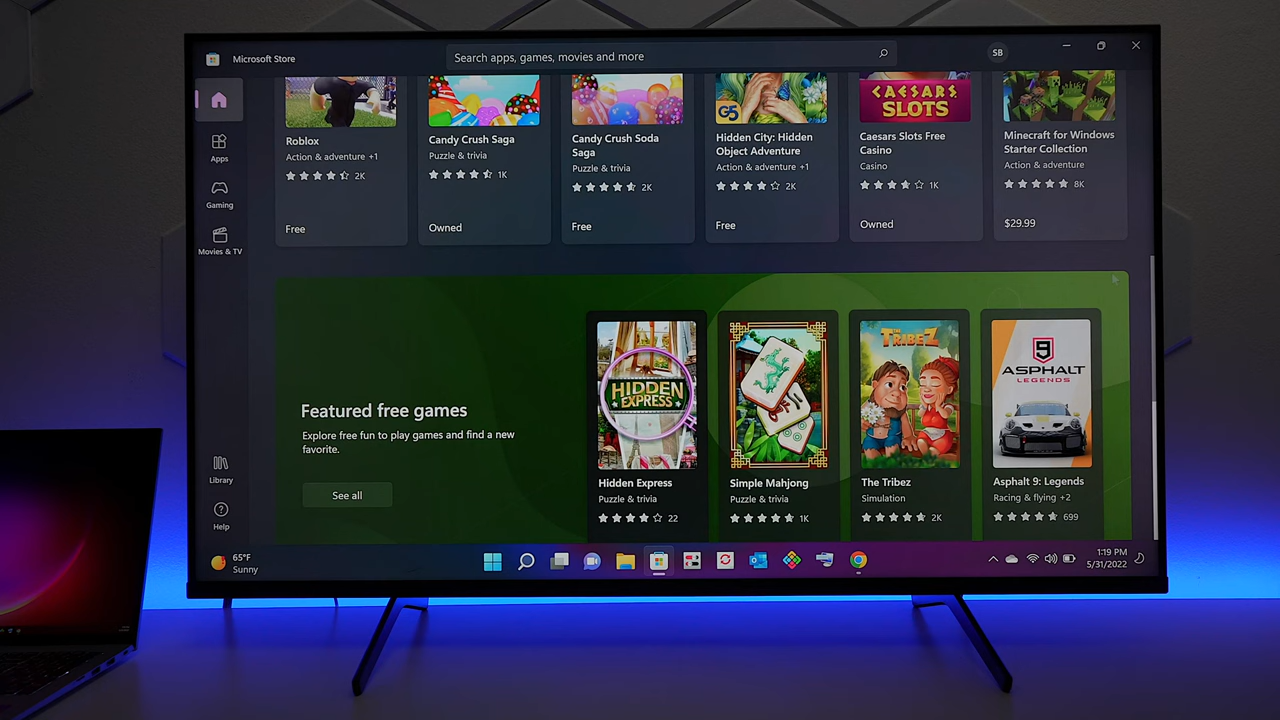 Microsoft Store
Search apps, games, movies and more
SB
Apps
Gaming
Movies & TV
Library
Help
Roblox
Action & adventure +1
2K
Free
Candy Crush Saga
Puzzle & trivia
1K
Owned
Candy Crush Soda
Saga
Puzzle & trivia
2K
Free
G5
Hidden City: Hidden
Object Adventure
Action & adventure +1
2K
Free
CAESARS
SLOTS
Caesars Slots Free
Casino
Casino
1K
Owned
Minecraft for Windows
Starter Collection
Action & adventure
8K
$29.99
Featured free games
Explore free fun to play games and find a new
favorite.
See all
HIDDEN
EXPRESS
Hidden Express
Puzzle & trivia
22
Simple Mahjong
Puzzle & trivia
1K
THE
TRIBEZ
The Tribez
Simulation
2K
9
ASPHALT
LEGENDS
Asphalt 9: Legends
Racing & flying +2
699
65°F
Sunny
1:19 PM
5/31/2022